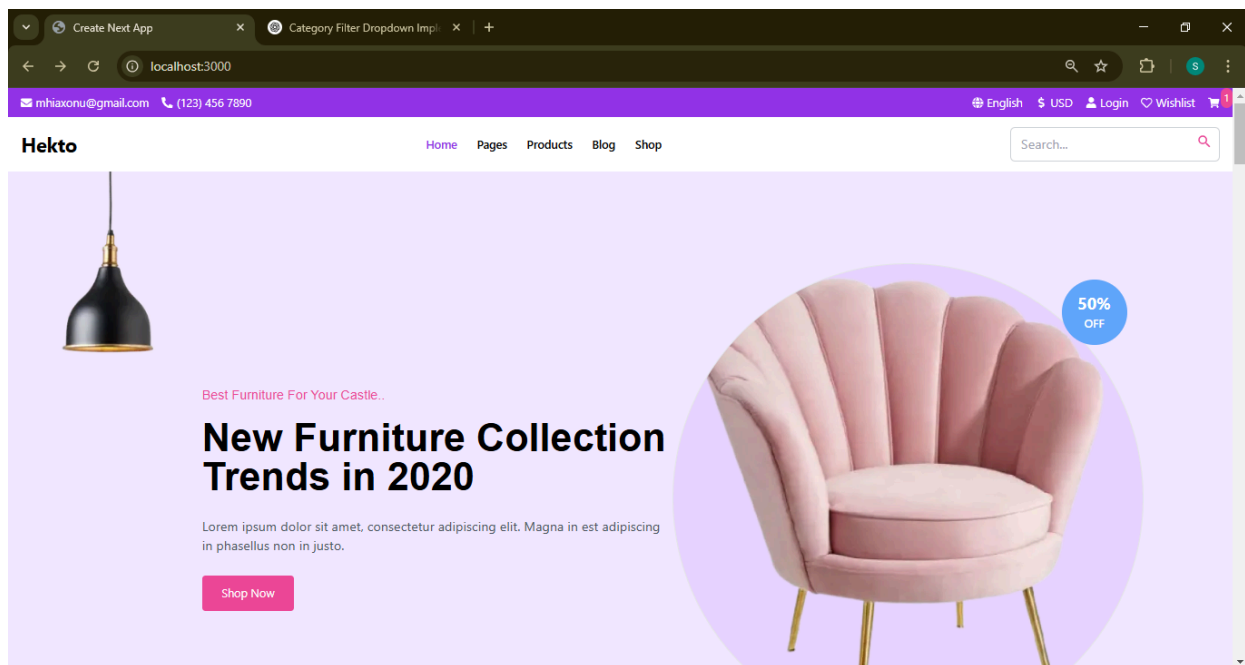 Create Next App
Category Filter Dropdown Impl
localhost:3000
S
mhiaxonu@gmail.com (123) 456 7890
English $ USD Login Wishlist 1
Hekto
Home Pages Products Blog Shop
Search...
50%
OFF
Best Furniture For Your Castle..
New Furniture Collection
Trends in 2020
Lorem ipsum dolor sit amet, consectetur adipiscing elit. Magna in est adipiscing
in phasellus non in justo.
Shop Now